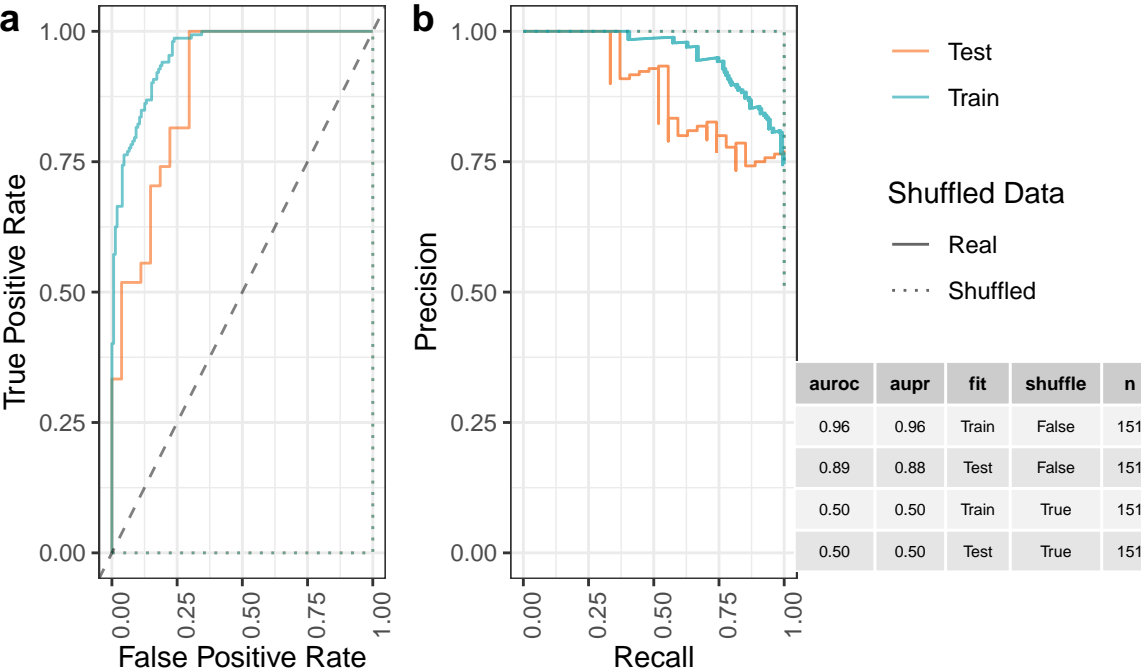 a
True Positive Rate
1.00
0.75
0.50
0.25
0.00
0.00
0.25
0.50
0.75
1.00
False Positive Rate
b
Precision
1.00
0.75
0.50
0.25
0.00
0.00
0.25
0.50
0.75
1.00
Recall
Test
Train
Shuffled Data
Real
Shuffled
auroc aupr fit shuffle n
0.96 0.96 Train False 151
0.89 0.88 Test False 151
0.50 0.50 Train True 151
0.50 0.50 Test True 151